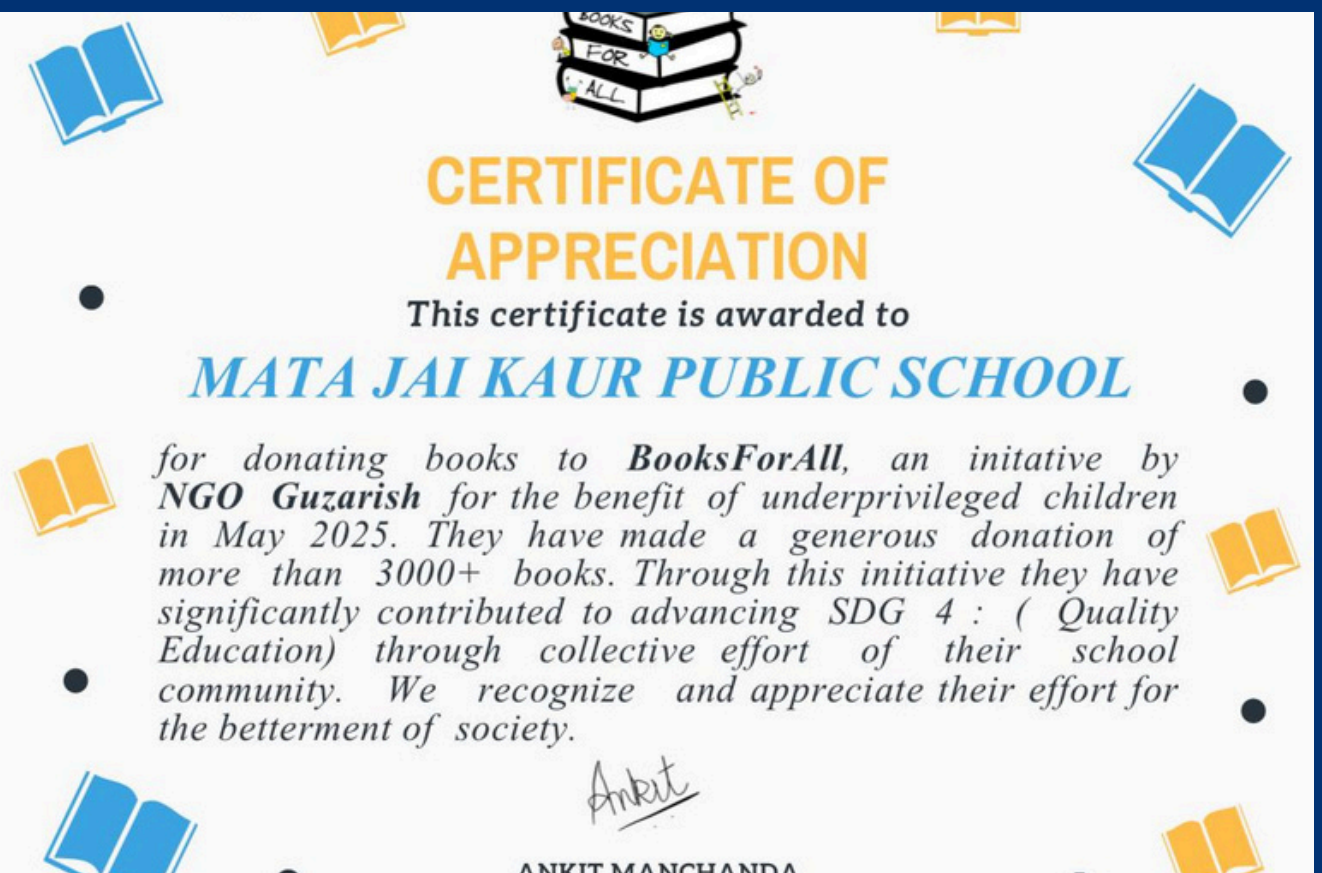 BOOKS
FOR
ALL
CERTIFICATE OF
APPRECIATION
This certificate is awarded to
MATA JAI KAUR PUBLIC SCHOOL
for donating books to BooksForAll, an initative by
NGO Guzarish for the benefit of underprivileged children
in May 2025. They have made a generous donation of
more than 3000+ books. Through this initiative they have
significantly contributed to advancing SDG 4 : ( Quality
Education) through collective effort of their school
community. We recognize and appreciate their effort for
the betterment of society.
Ankit
ANKIT MANCHANDA